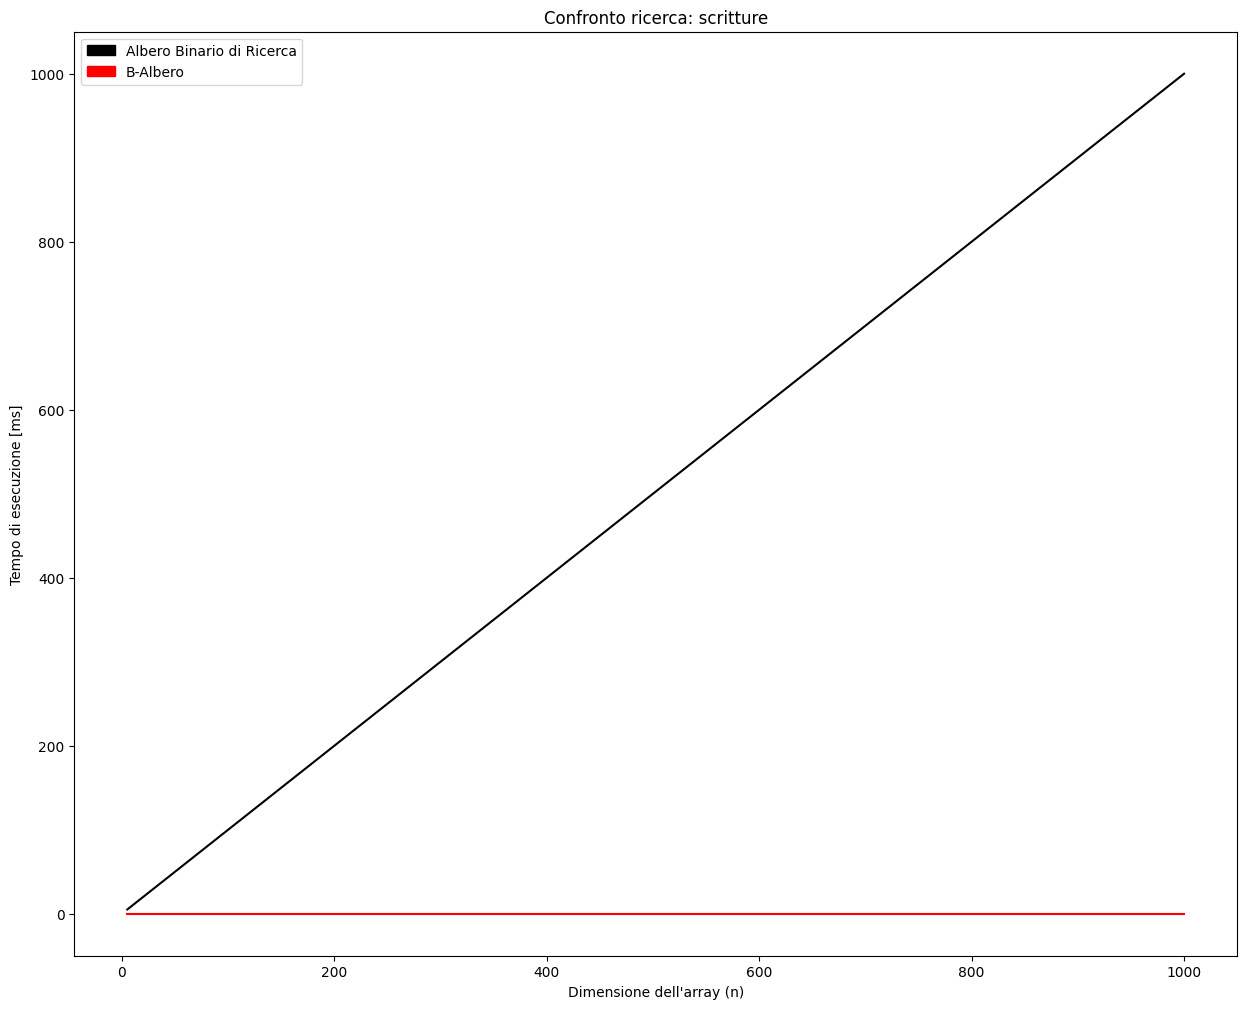 Confronto ricerca: scritture
Albero Binario di Ricerca
B-Albero
1000
800
600
400
200
0
Tempo di esecuzione [ms]
0 200 400 600 800 1000
Dimensione dell'array (n)